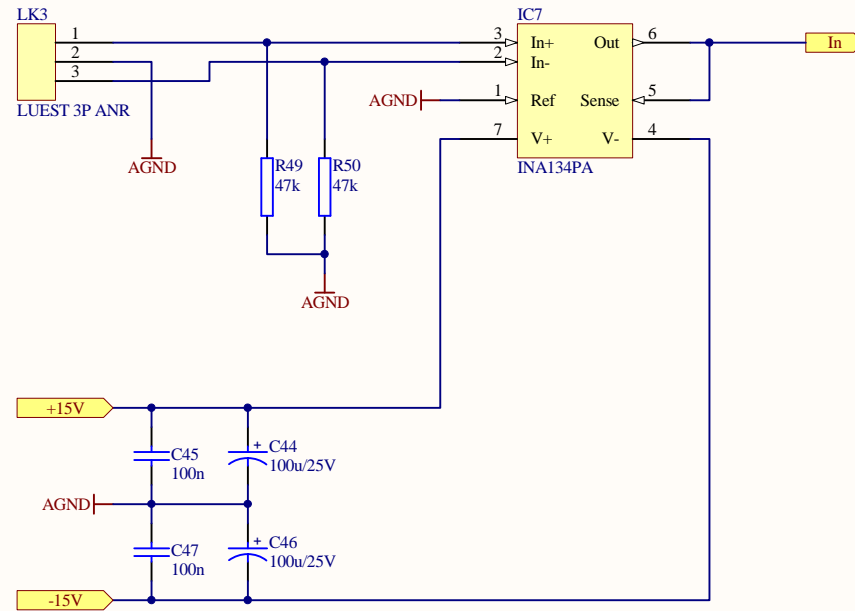 LK3
1
2
3
LUEST 3P ANR
AGND
R49
47k
R50
47k
AGND
IC7
3
In+
Out
6
2
In-
AGND
1
Ref
Sense
5
7
V+
V-
4
INA134PA
In
+15V
C45
100n
+
C44
100u/25V
AGND
C47
100n
+
C46
100u/25V
-15V